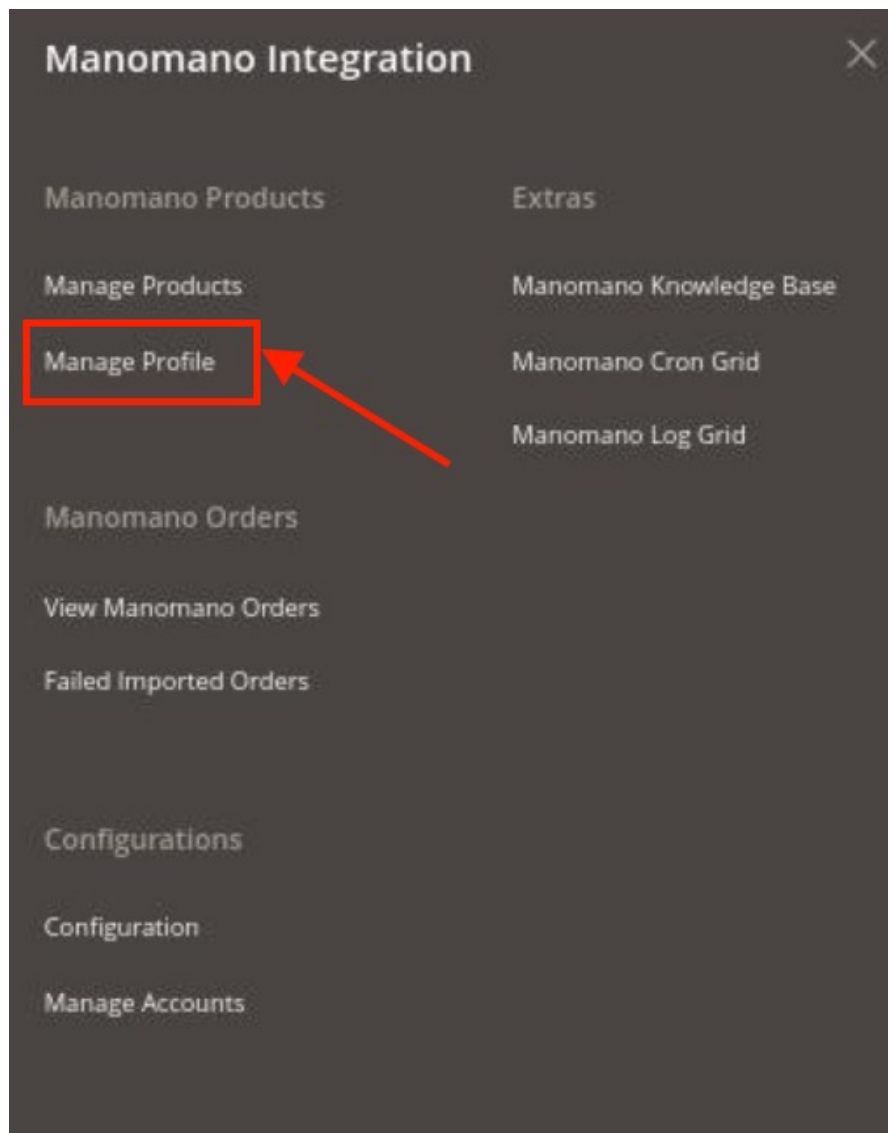 Manomano Integration
Manomano Products
Manage Products
Manage Profile
Manomano Orders
View Manomano Orders
Failed Imported Orders
Configurations
Configuration
Manage Accounts
Extras
Manomano Knowledge Base
Manomano Cron Grid
Manomano Log Grid